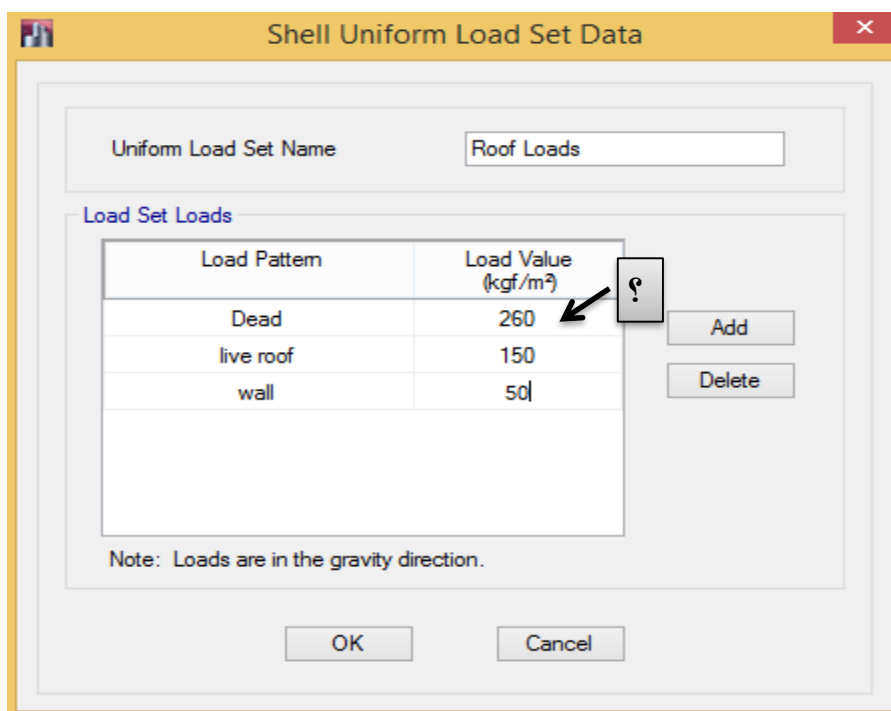 Shell Uniform Load Set Data
Uniform Load Set Name Roof Loads
Load Set Loads
Load Pattern Load Value (kgf/m²)
Dead 260
live roof 150
wall 50
؟
Add
Delete
Note: Loads are in the gravity direction.
OK Cancel